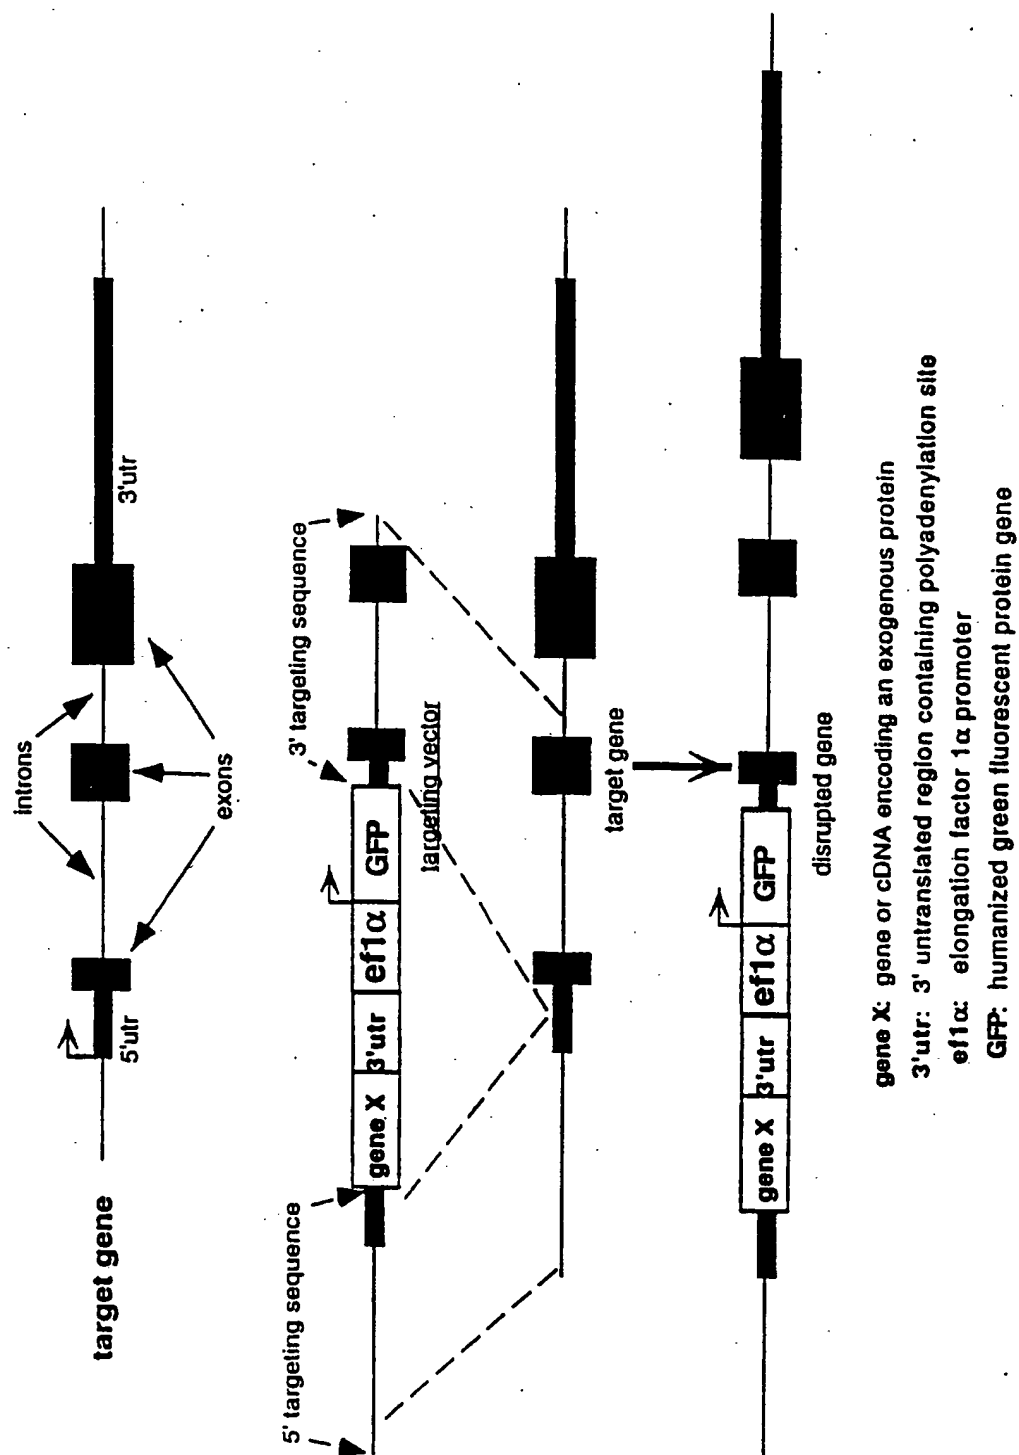 target gene
5'utr
introns
exons
3'utr
5' targeting sequence
gene X
3'utr
ef1α
GFP
3' targeting sequence
targeting vector
target gene
gene X
3'utr
ef1α
GFP
disrupted gene
gene X: gene or cDNA encoding an exogenous protein
3'utr: 3' untranslated region containing polyadenylation site
ef1α: elongation factor 1α promoter
GFP: humanized green fluorescent protein gene